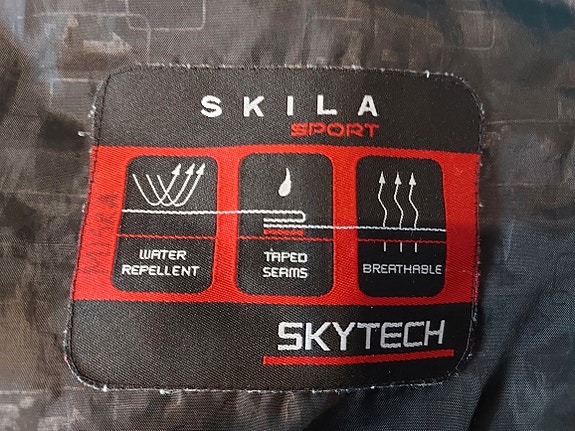 SKILA
SPORT
WATER
REPELLENT
TAPED
SEAMS
BREATHABLE
SKYTECH